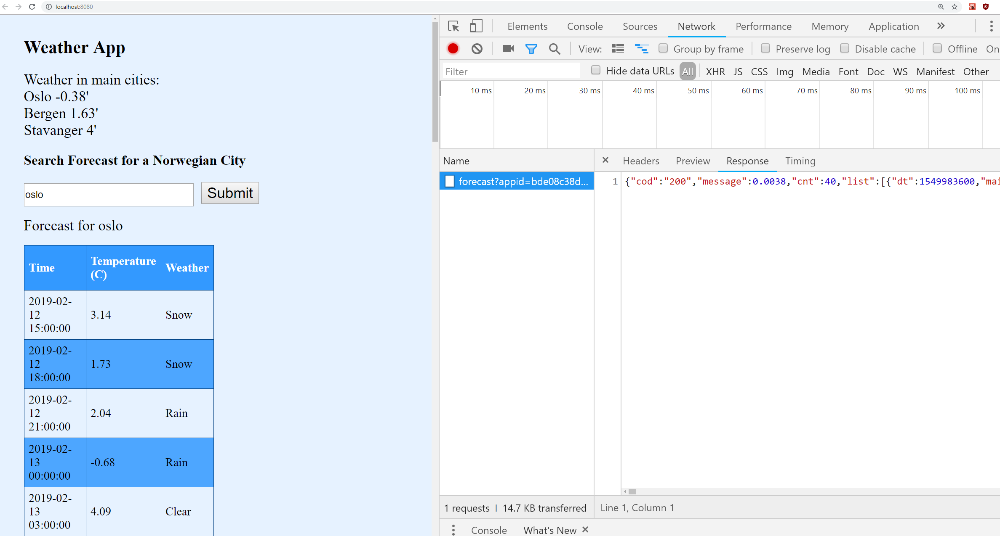 localhost:8080
Weather App
Weather in main cities:
Oslo -0.38'
Bergen 1.63'
Stavanger 4'
Search Forecast for a Norwegian City
oslo Submit
Forecast for oslo
Time Temperature (C) Weather
2019-02-12 15:00:00 3.14 Snow
2019-02-12 18:00:00 1.73 Snow
2019-02-12 21:00:00 2.04 Rain
2019-02-13 00:00:00 -0.68 Rain
2019-02-13 03:00:00 4.09 Clear
Elements Console Sources Network Performance Memory Application »
View: Group by frame Preserve log Disable cache Offline On
Filter Hide data URLs All XHR JS CSS Img Media Font Doc WS Manifest Other
10 ms 20 ms 30 ms 40 ms 50 ms 60 ms 70 ms 80 ms 90 ms 100 ms
Name × Headers Preview Response Timing
forecast?appid=bde08c38d... 1 {"cod":"200","message":0.0038,"cnt":40,"list":[{"dt":1549983600,"mai
1 requests | 14.7 KB transferred Line 1, Column 1
Console What's New ×